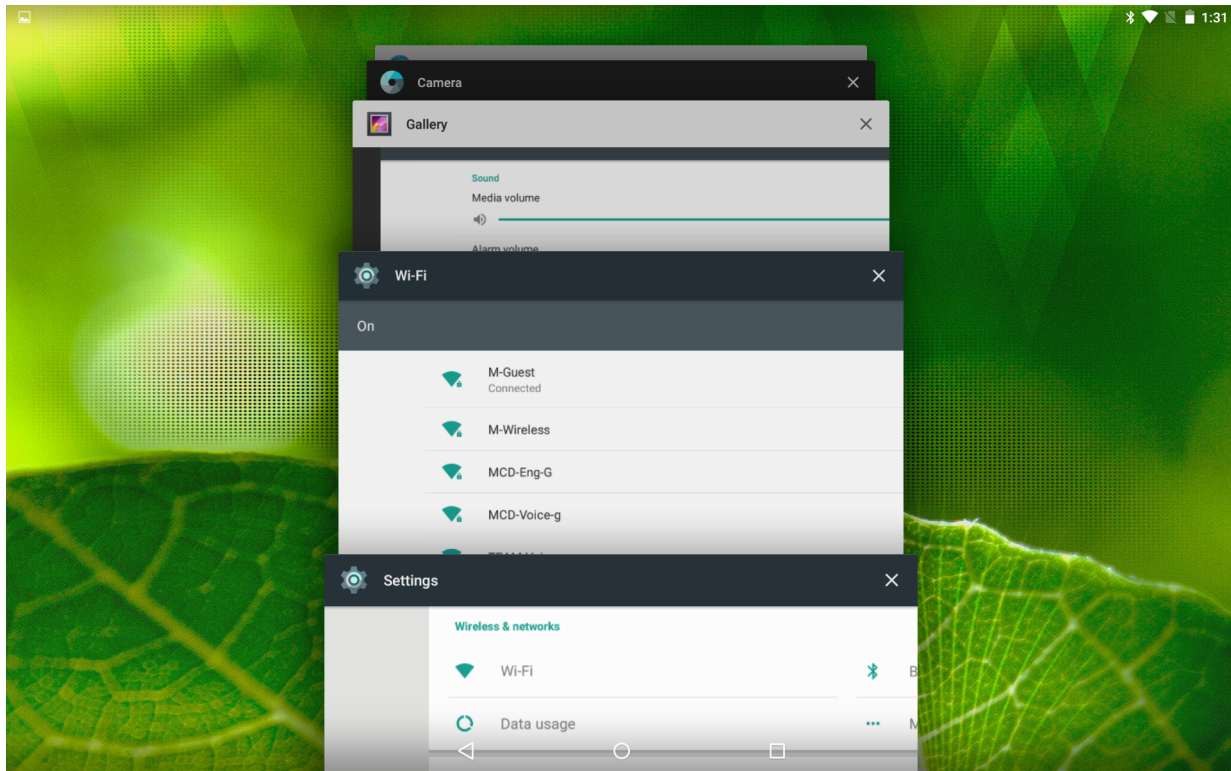 1:31
Camera
Gallery
Sound
Media volume
Alarm volume
Wi-Fi
On
M-Guest
Connected
M-Wireless
MCD-Eng-G
MCD-Voice-g
Settings
Wireless & networks
Wi-Fi
B
Data usage
M